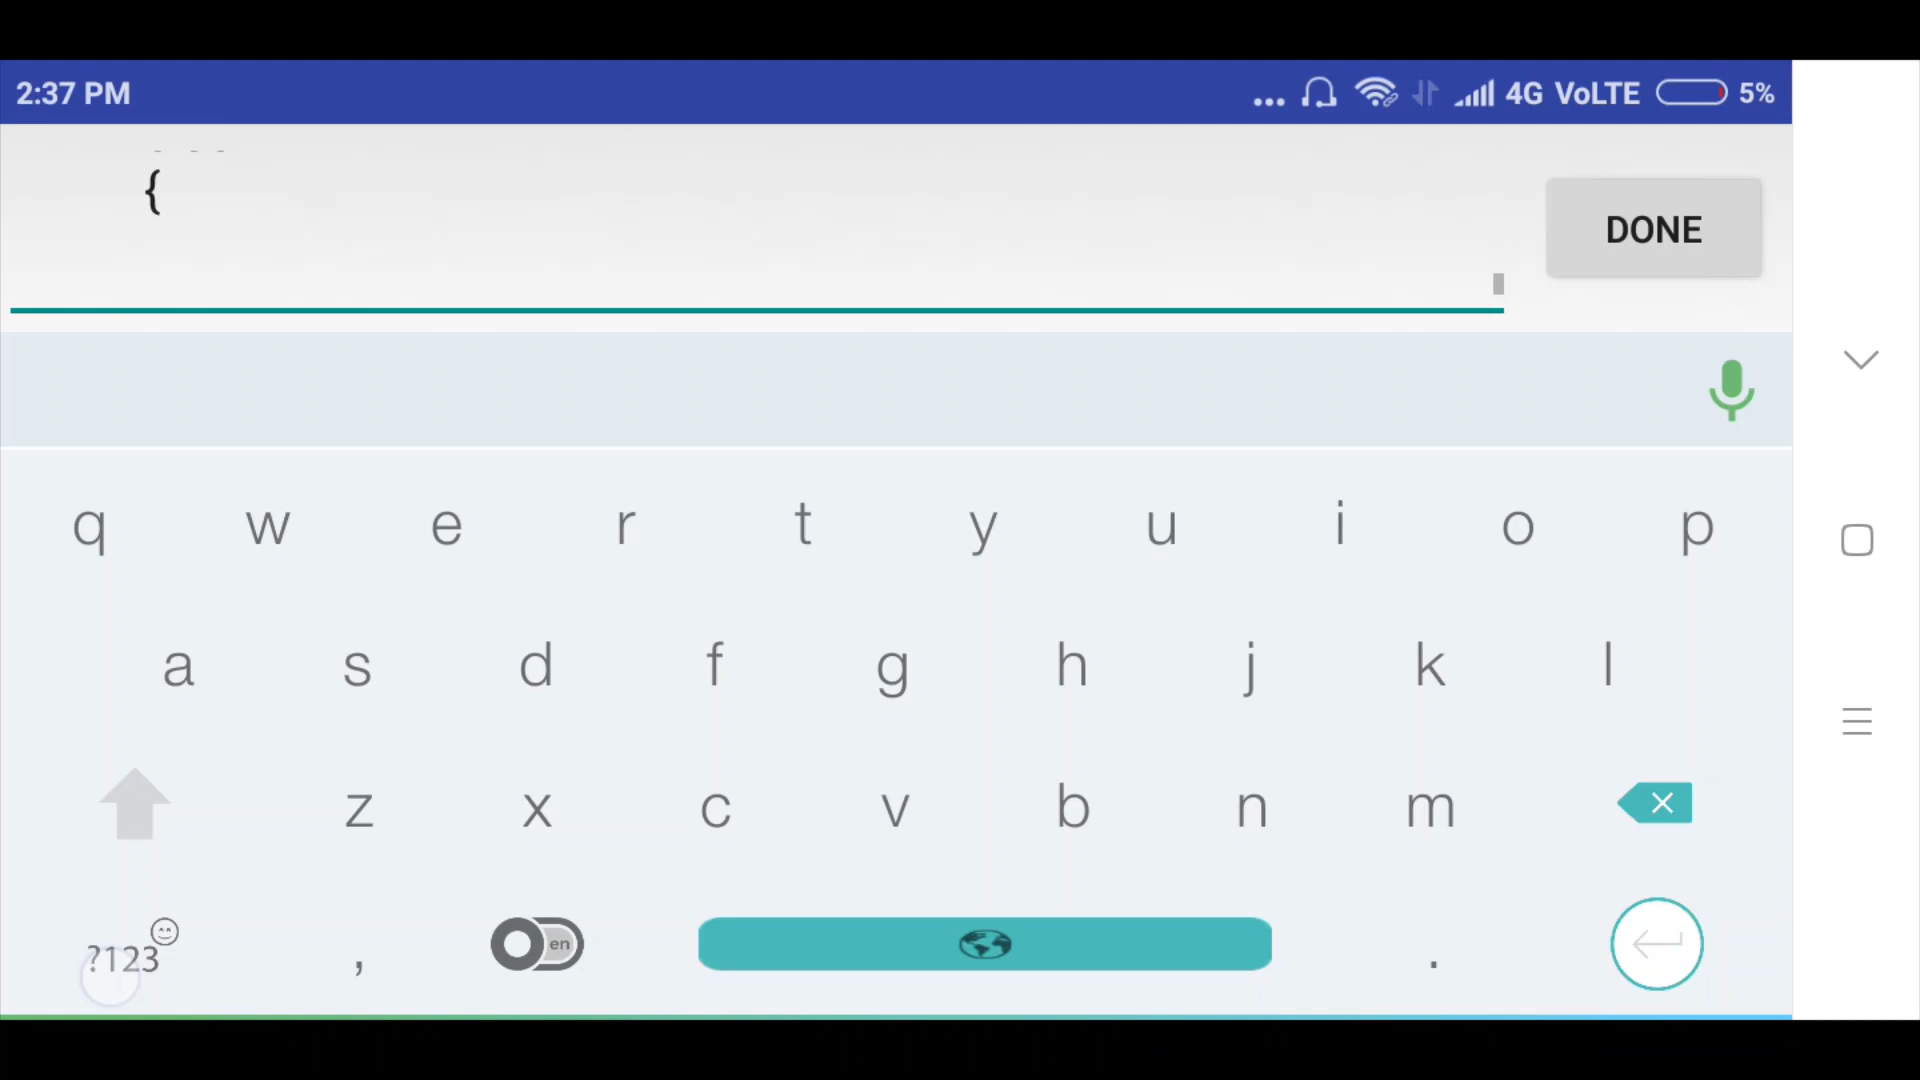 2:37 PM ... 4G VoLTE 5%
{
DONE
q w e r t y u i o p
a s d f g h j k l
z x c v b n m
?123 , en .